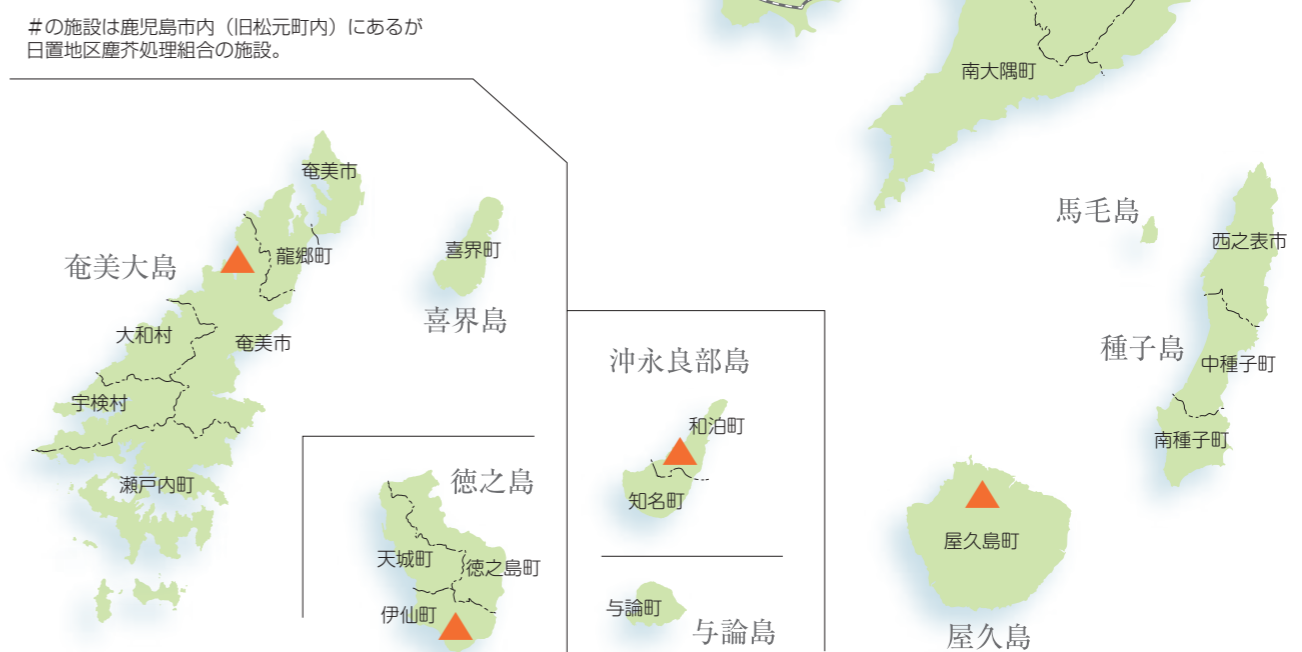 #の施設は鹿児島市内（旧松元町内）にあるが
日置地区塵芥処理組合の施設。
南大隅町
奄美市
馬毛島
西之表市
喜界町
龍郷町
奄美大島
喜界島
大和村
奄美市
種子島
沖永良部島
中種子町
宇検村
和泊町
南種子町
徳之島
瀬戸内町
知名町
屋久島町
天城町
徳之島町
与論町
伊仙町
与論島
屋久島